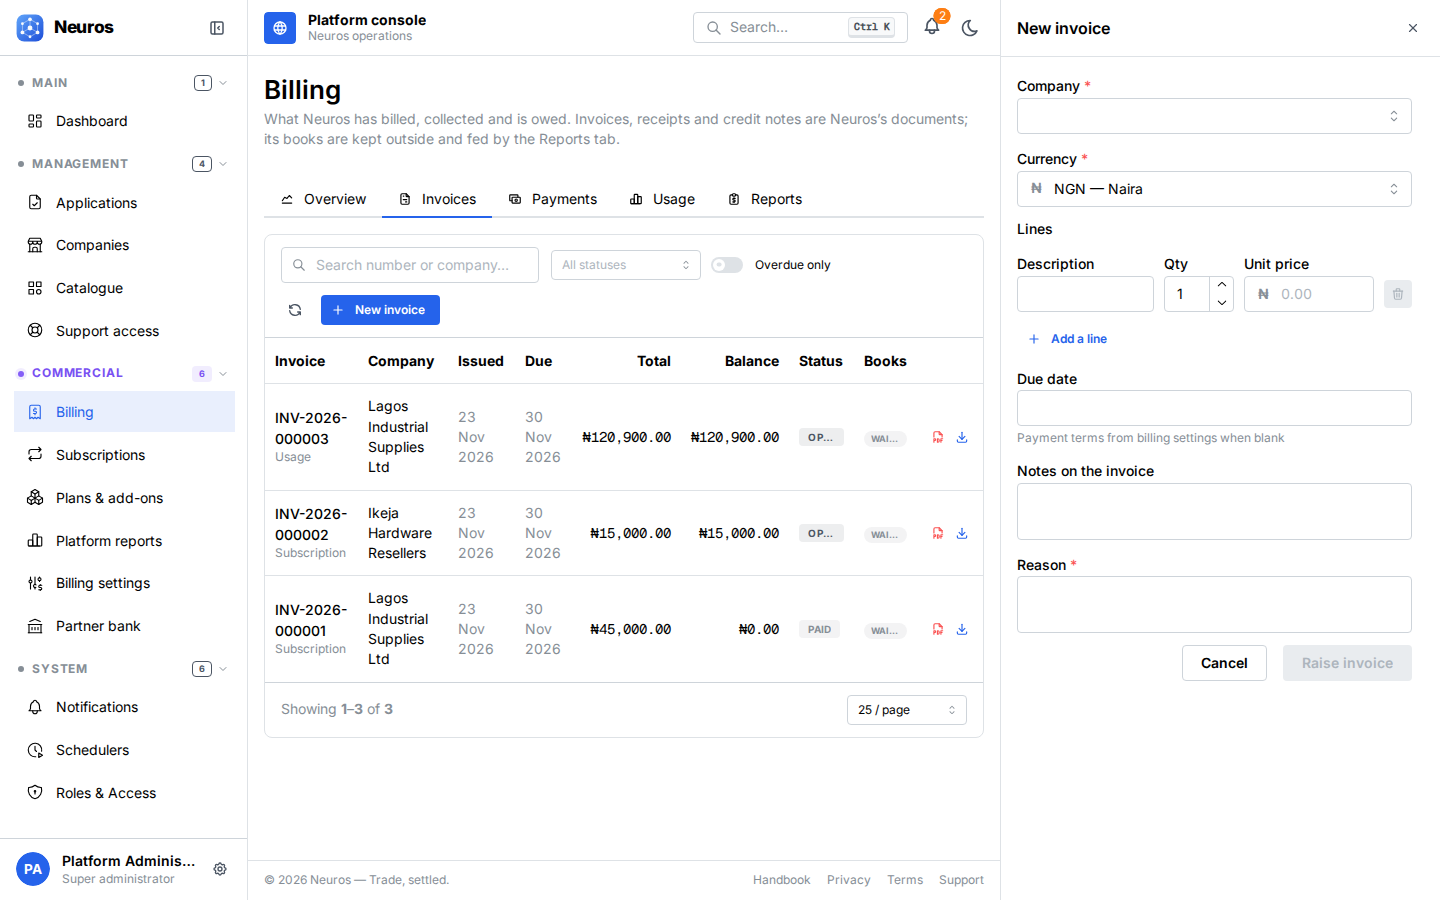 Neuros
MAIN
1
Dashboard
MANAGEMENT
4
Applications
Companies
Catalogue
Support access
COMMERCIAL
6
Billing
Subscriptions
Plans & add-ons
Platform reports
Billing settings
Partner bank
SYSTEM
6
Notifications
Schedulers
Roles & Access
PA
Platform Adminis...
Super administrator
Platform console
Neuros operations
Search...
Ctrl K
2
Billing
What Neuros has billed, collected and is owed. Invoices, receipts and credit notes are Neuros's documents;
its books are kept outside and fed by the Reports tab.
Overview
Invoices
Payments
Usage
Reports
Search number or company...
All statuses
Overdue only
New invoice
Invoice Company Issued Due Total Balance Status Books
INV-2026-
000003
Usage
Lagos
Industrial
Supplies
Ltd
23
Nov
2026
30
Nov
2026
₦120,900.00
₦120,900.00
OP...
WAI...
INV-2026-
000002
Subscription
Ikeja
Hardware
Resellers
23
Nov
2026
30
Nov
2026
₦15,000.00
₦15,000.00
OP...
WAI...
INV-2026-
000001
Subscription
Lagos
Industrial
Supplies
Ltd
23
Nov
2026
30
Nov
2026
₦45,000.00
₦0.00
PAID
WAI...
Showing 1–3 of 3
25 / page
© 2026 Neuros — Trade, settled.
Handbook
Privacy
Terms
Support
New invoice
Company *
Currency *
₦ NGN — Naira
Lines
Description
Qty
Unit price
1
₦ 0.00
Add a line
Due date
Payment terms from billing settings when blank
Notes on the invoice
Reason *
Cancel
Raise invoice